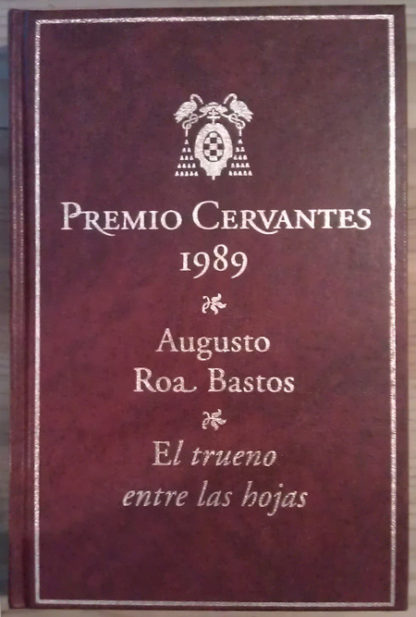 PREMIO CERVANTES
1989
Augusto
Roa Bastos
El trueno
entre las hojas